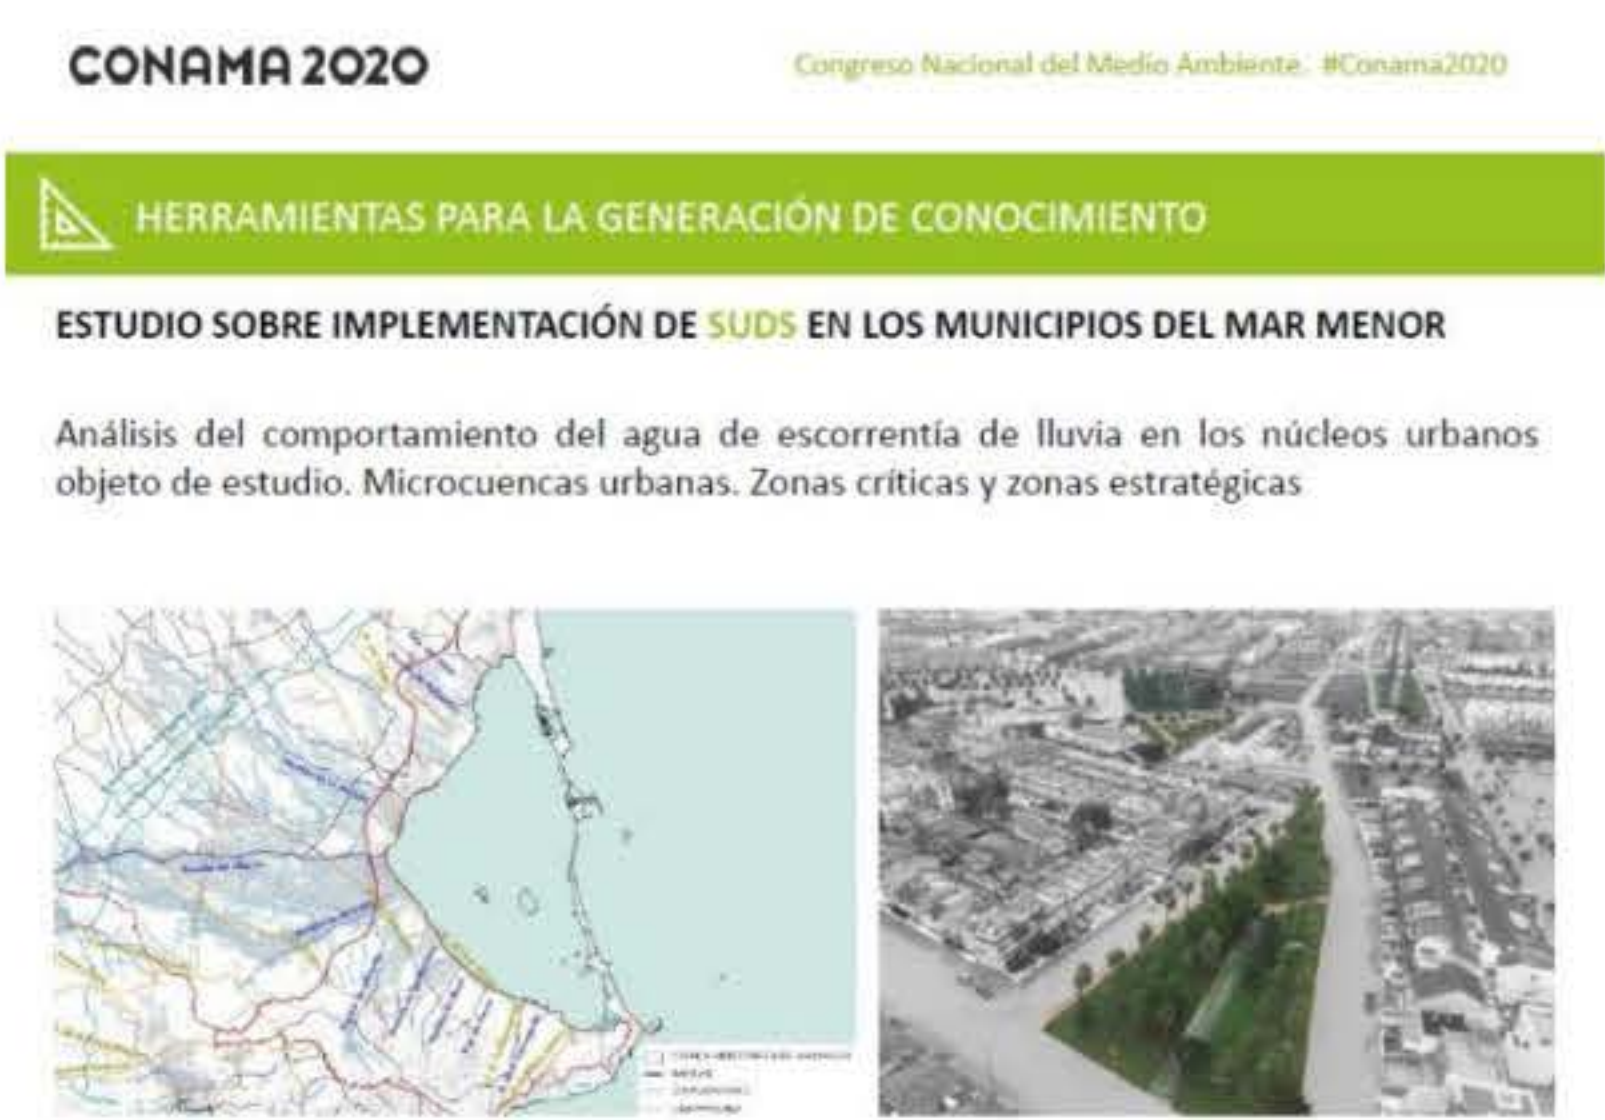 CONAMA 2020
Congreso Nacional del Medio Ambiente. #Conama2020
HERRAMIENTAS PARA LA GENERACIÓN DE CONOCIMIENTO
ESTUDIO SOBRE IMPLEMENTACIÓN DE SUDS EN LOS MUNICIPIOS DEL MAR MENOR
Análisis del comportamiento del agua de escorrentía de lluvia en los núcleos urbanos
objeto de estudio. Microcuencas urbanas. Zonas críticas y zonas estratégicas